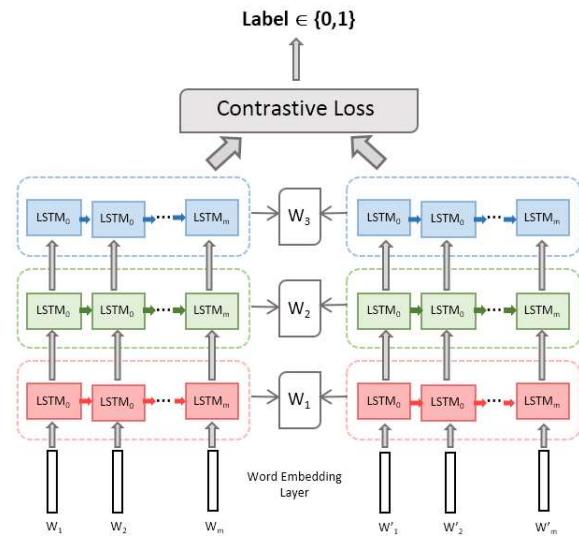 Label ∈ {0,1}
Contrastive Loss
LSTM₀ LSTM₀ ... LSTMₘ W₃ LSTM₀ LSTM₀ ... LSTMₘ
LSTM₀ LSTM₀ ... LSTMₘ W₂ LSTM₀ LSTM₀ ... LSTMₘ
LSTM₀ LSTM₀ ... LSTMₘ W₁ LSTM₀ LSTM₀ ... LSTMₘ
Word Embedding
Layer
W₁ W₂ Wₘ W'₁ W'₂ W'ₘ